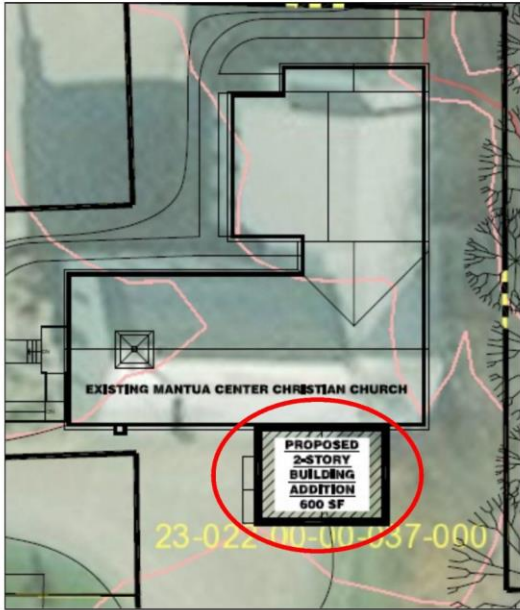 EXISTING MANTUA CENTER CHRISTIAN CHURCH
PROPOSED
2-STORY
BUILDING
ADDITION
600 SF
23-022-00-00-037-000